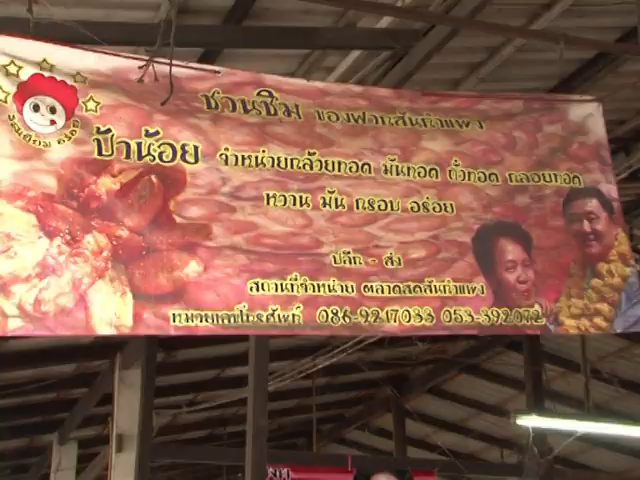 ชวนชิม ของฝากสันกำแพง
ป้าน้อย จำหน่ายกล้วยทอด มันทอด ถั่วทอด กลอยทอด
หวาน มัน กรอบ อร่อย
ปลีก - ส่ง
สถานที่จำหน่าย ตลาดสดสันกำแพง
หมายเลขโทรศัพท์ 086-9217033 053-392072